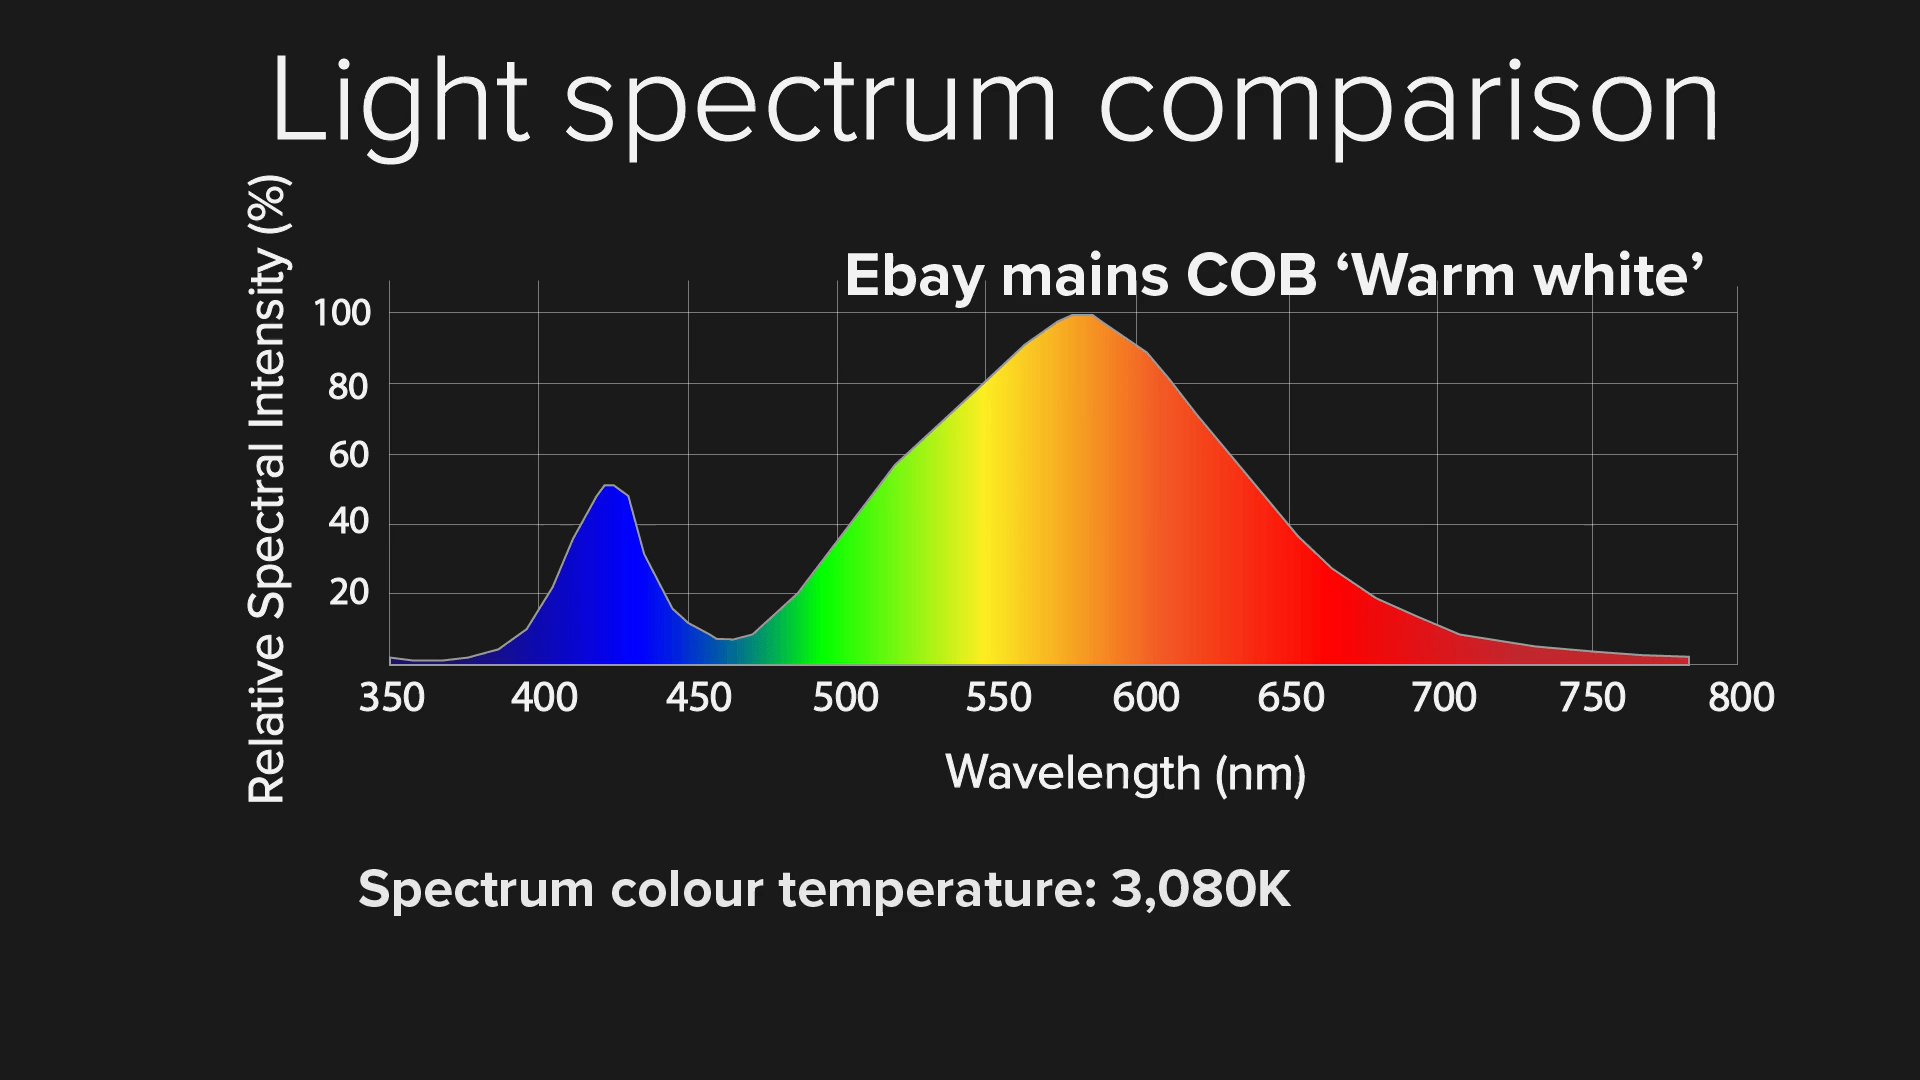 Light spectrum comparison
Relative Spectral Intensity (%)
Ebay mains COB ‘Warm white’
100
80
60
40
20
350 400 450 500 550 600 650 700 750 800
Wavelength (nm)
Spectrum colour temperature: 3,080K